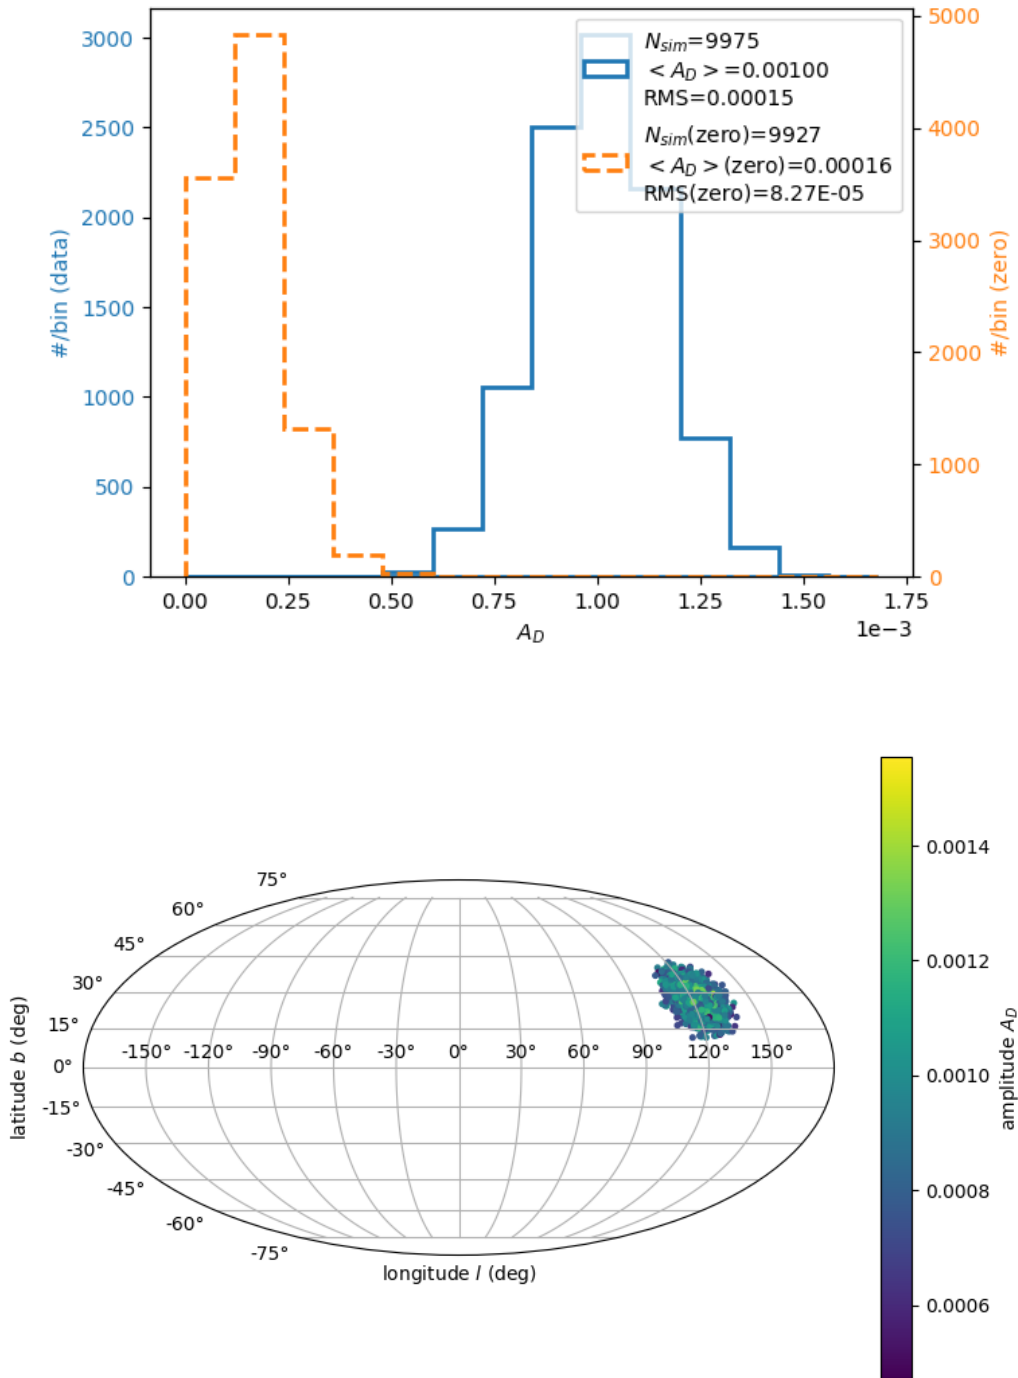 3000
2500
2000
1500
1000
500
0
#/bin (data)
5000
4000
3000
2000
1000
0
#/bin (zero)
N_sim=9975
<A_D>=0.00100
RMS=0.00015
N_sim(zero)=9927
<A_D>(zero)=0.00016
RMS(zero)=8.27E-05
0.00 0.25 0.50 0.75 1.00 1.25 1.50 1.75
1e−3
A_D
75°
60°
45°
30°
15°
0°
-15°
-30°
-45°
-60°
-75°
latitude b (deg)
-150° -120° -90° -60° -30° 0° 30° 60° 90° 120° 150°
longitude l (deg)
0.0014
0.0012
0.0010
0.0008
0.0006
amplitude A_D